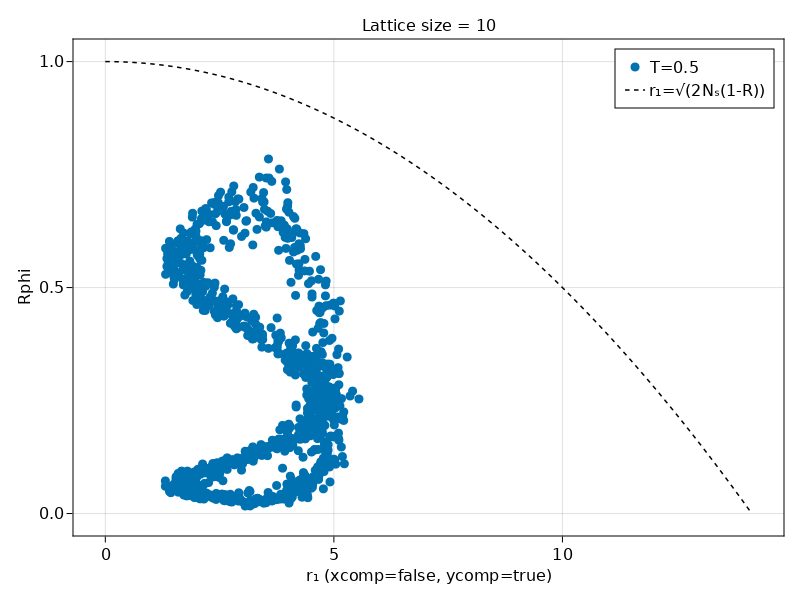 Lattice size = 10
T=0.5
r₁=√(2Nₛ(1-R))
1.0
0.5
0.0
Rphi
0
5
10
r₁ (xcomp=false, ycomp=true)